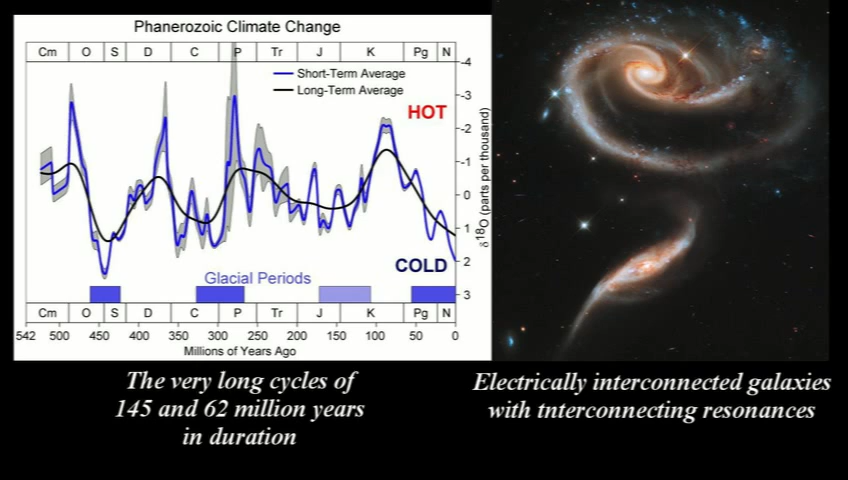 Phanerozoic Climate Change
Cm O S D C P Tr J K Pg N
Short-Term Average
Long-Term Average
HOT
COLD
Glacial Periods
-4
-3
-2
-1
0
1
2
3
δ18O (parts per thousand)
Cm O S D C P Tr J K Pg N
542 500 450 400 350 300 250 200 150 100 50 0
Millions of Years Ago
The very long cycles of
145 and 62 million years
in duration
Electrically interconnected galaxies
with tnterconnecting resonances